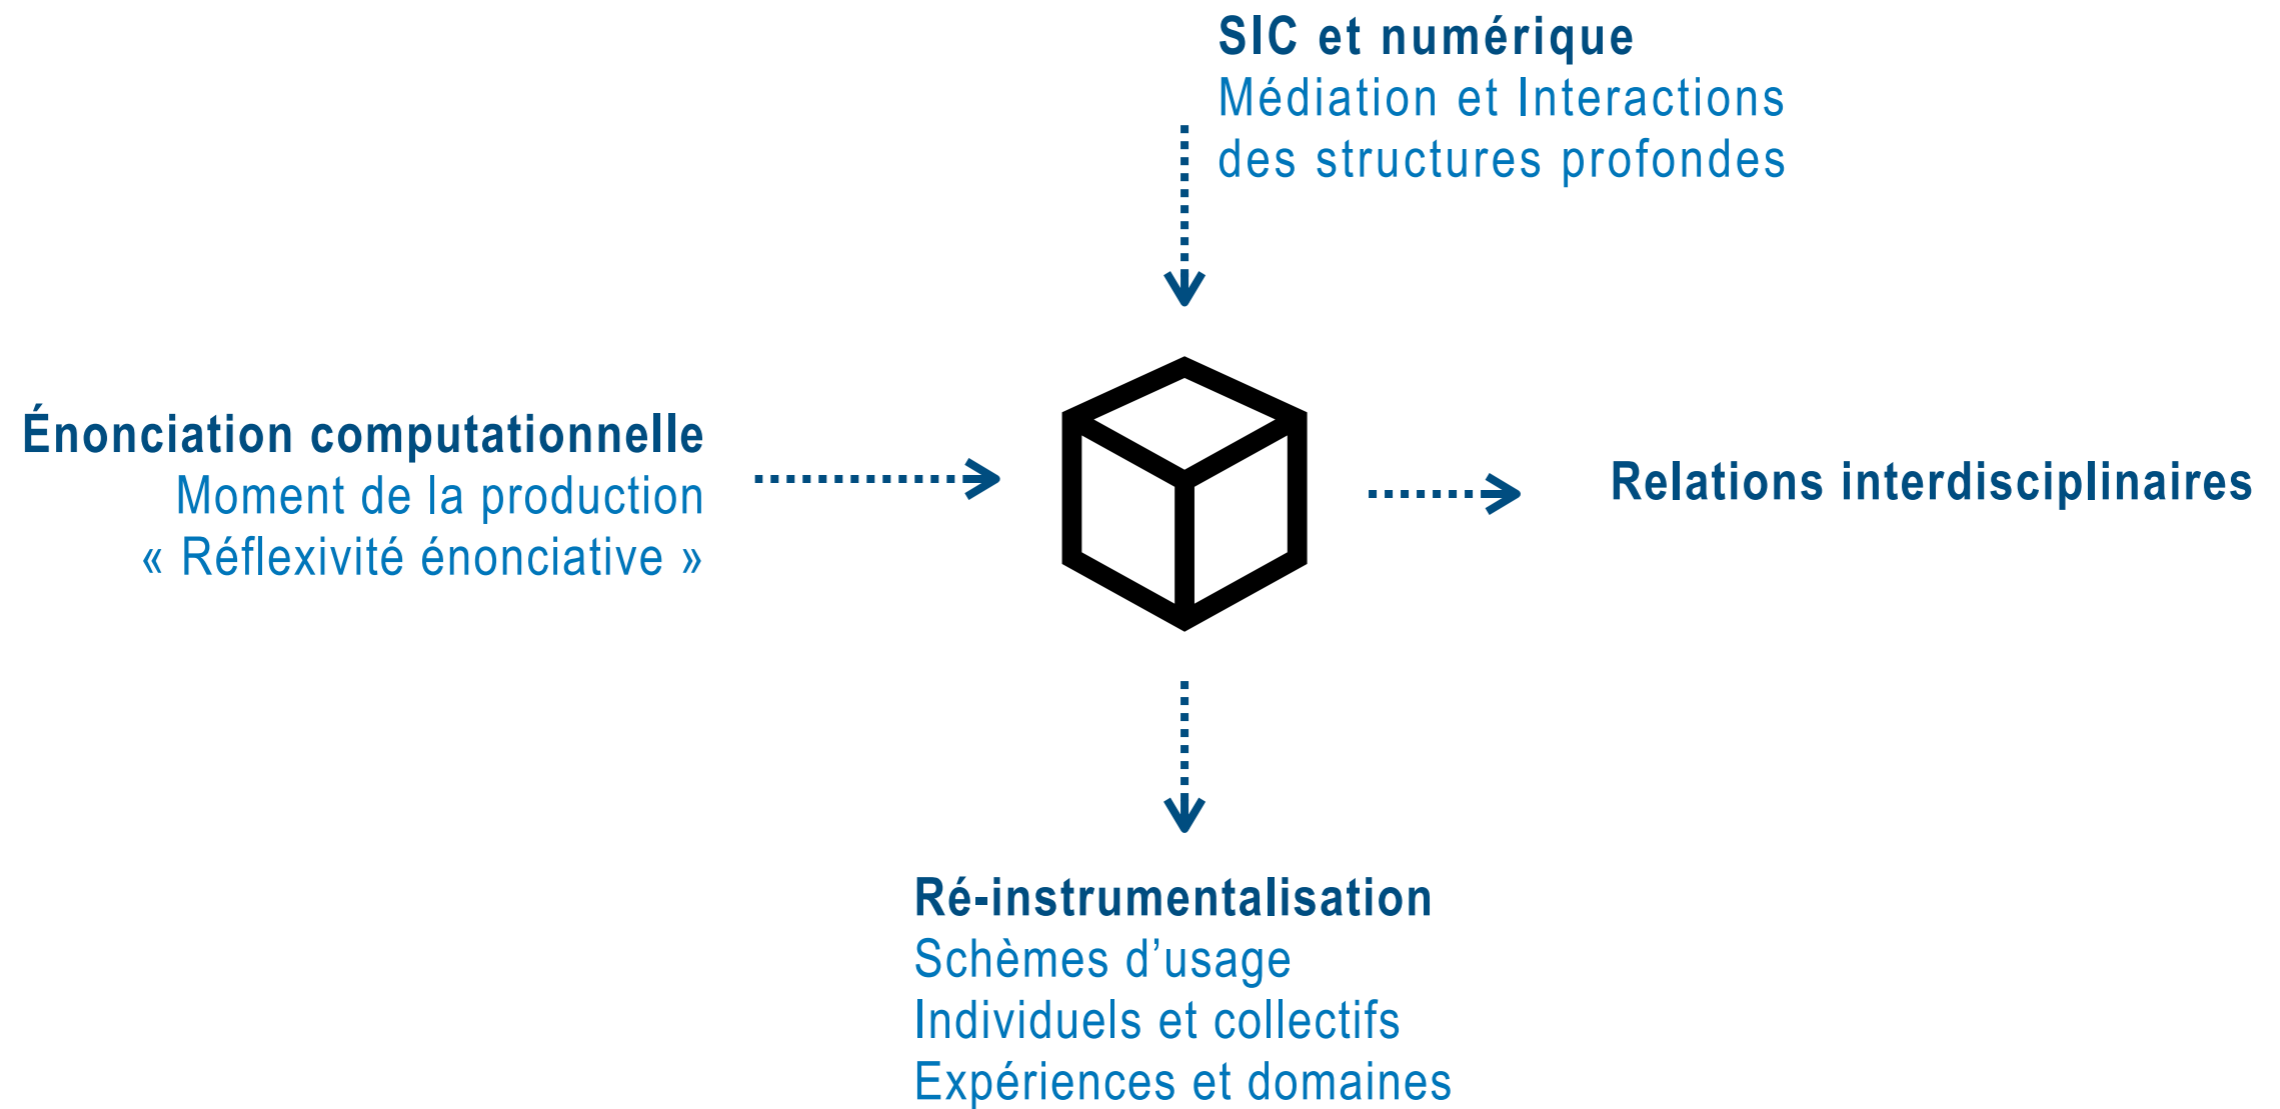 SIC et numérique
Médiation et Interactions
des structures profondes
Énonciation computationnelle
Moment de la production
« Réflexivité énonciative »
Relations interdisciplinaires
Ré-instrumentalisation
Schèmes d’usage
Individuels et collectifs
Expériences et domaines